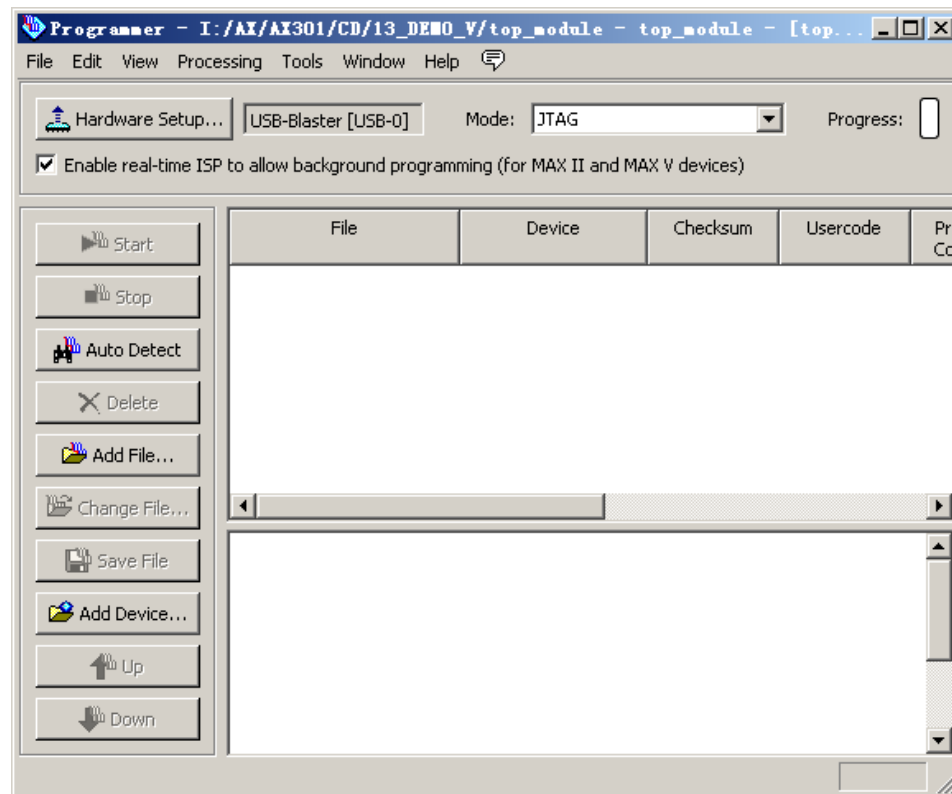 Programmer - I:/AX/AX301/CD/13_DEMO_V/top_module - top_module - [top...
File Edit View Processing Tools Window Help
Hardware Setup... USB-Blaster [USB-0] Mode: JTAG Progress:
Enable real-time ISP to allow background programming (for MAX II and MAX V devices)
File Device Checksum Usercode Pr
Co
Start
Stop
Auto Detect
Delete
Add File...
Change File...
Save File
Add Device...
Up
Down